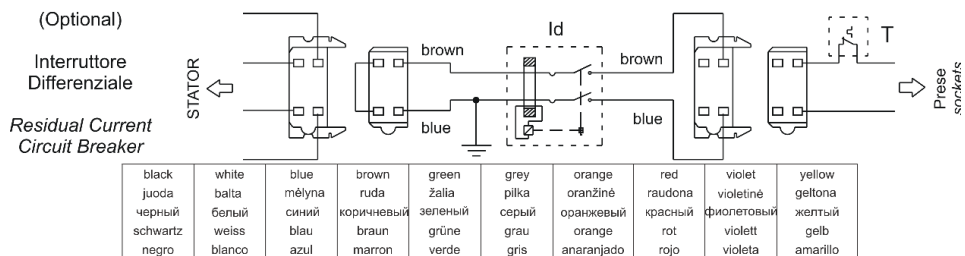 (Optional)
Interruttore
Differenziale
Residual Current
Circuit Breaker
STATOR
brown
blue
Id
brown
blue
T
Prese
sockets
black white blue brown green grey orange red violet yellow
juoda balta mėlyna ruda žalia pilka oranžinė raudona violetinė geltona
черный белый синий коричневый зеленый серый оранжевый красный фиолетовый желтый
schwartz weiss blau braun grüne grau orange rot violett gelb
negro blanco azul marron verde gris anaranjado rojo violeta amarillo